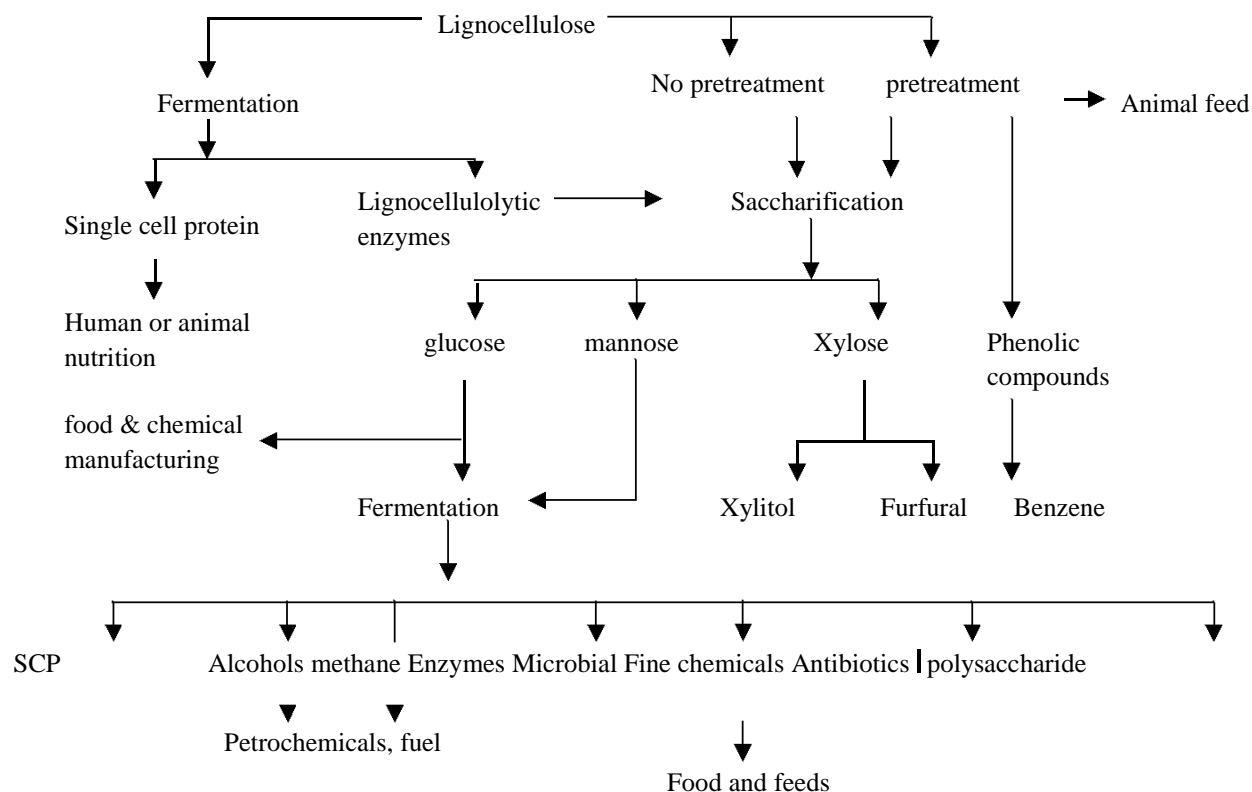 Lignocellulose
No pretreatment
pretreatment
Fermentation
Animal feed
Single cell protein
Lignocellulolytic
enzymes
Saccharification
Human or animal
nutrition
glucose
mannose
Xylose
Phenolic
compounds
food & chemical
manufacturing
Fermentation
Xylitol
Furfural
Benzene
SCP
Alcohols methane Enzymes Microbial Fine chemicals Antibiotics polysaccharide
Petrochemicals, fuel
Food and feeds